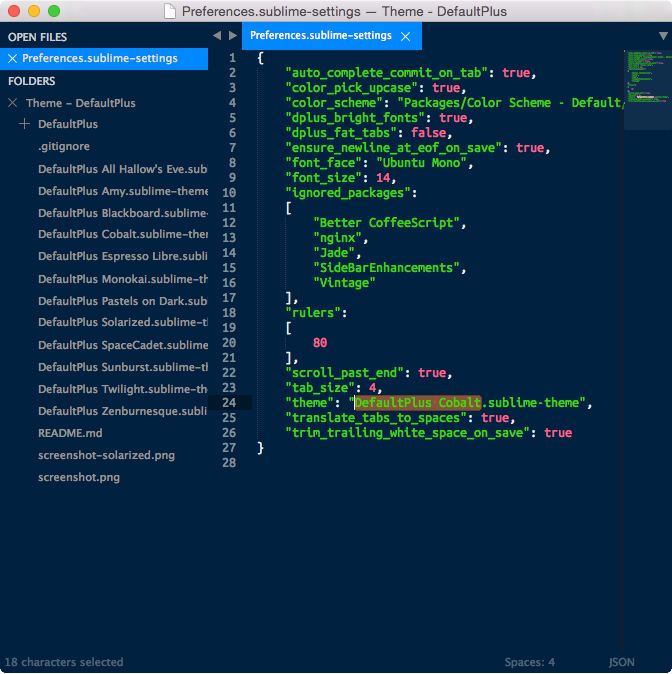 Preferences.sublime-settings — Theme - DefaultPlus
OPEN FILES
Preferences.sublime-settings
FOLDERS
Theme – DefaultPlus
DefaultPlus
.gitignore
DefaultPlus All Hallow's Eve.sub
DefaultPlus Amy.sublime-theme
DefaultPlus Blackboard.sublime-
DefaultPlus Cobalt.sublime-them
DefaultPlus Espresso Libre.sublim
DefaultPlus Monokai.sublime-the
DefaultPlus Pastels on Dark.subl
DefaultPlus Solarized.sublime-th
DefaultPlus SpaceCadet.sublime-
DefaultPlus Sunburst.sublime-the
DefaultPlus Twilight.sublime-the
DefaultPlus Zenburnesque.subli
README.md
screenshot-solarized.png
screenshot.png
Preferences.sublime-settings
1 {
2 "auto_complete_commit_on_tab": true,
3 "color_pick_upcase": true,
4 "color_scheme": "Packages/Color Scheme - Default/
5 "dplus_bright_fonts": true,
6 "dplus_fat_tabs": false,
7 "ensure_newline_at_eof_on_save": true,
8 "font_face": "Ubuntu Mono",
9 "font_size": 14,
10 "ignored_packages":
11 [
12 "Better CoffeeScript",
13 "nginx",
14 "Jade",
15 "SideBarEnhancements",
16 "Vintage"
17 ],
18 "rulers":
19 [
20 80
21 ],
22 "scroll_past_end": true,
23 "tab_size": 4,
24 "theme": "DefaultPlus Cobalt.sublime-theme",
25 "translate_tabs_to_spaces": true,
26 "trim_trailing_white_space_on_save": true
27 }
28
18 characters selected
Spaces: 4
JSON